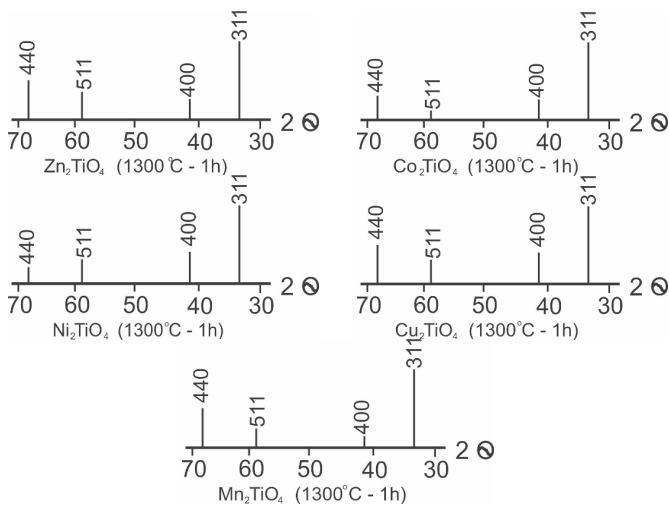 440 511 400 311
70 60 50 40 30 2 θ
Zn₂TiO₄ (1300°C - 1h)
440 511 400 311
70 60 50 40 30 2 θ
Co₂TiO₄ (1300°C - 1h)
440 511 400 311
70 60 50 40 30 2 θ
Ni₂TiO₄ (1300°C - 1h)
440 511 400 311
70 60 50 40 30 2 θ
Cu₂TiO₄ (1300°C - 1h)
440 511 400 311
70 60 50 40 30 2 θ
Mn₂TiO₄ (1300°C - 1h)